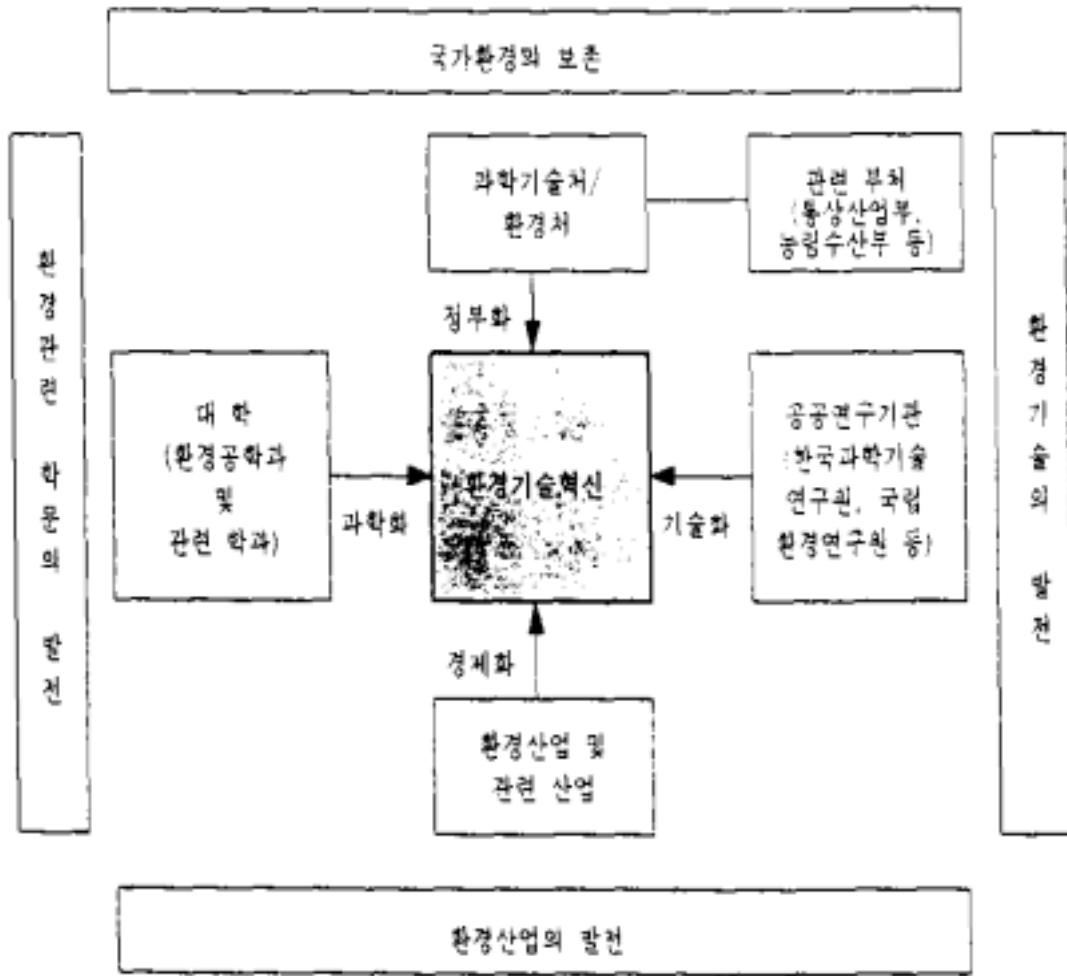 국가환경의 보존
과학기술처/
환경처
관련 부처
(통상산업부,
농림수산부 등)
정부화
환경관련 학문의 발전
대 학
(환경공학과
및
관련 학과)
과학화
환경기술혁신
기술화
공공연구기관
(한국과학기술
연구원, 국립
환경연구원 등)
환경기술의 발전
경제화
환경산업 및
관련 산업
환경산업의 발전